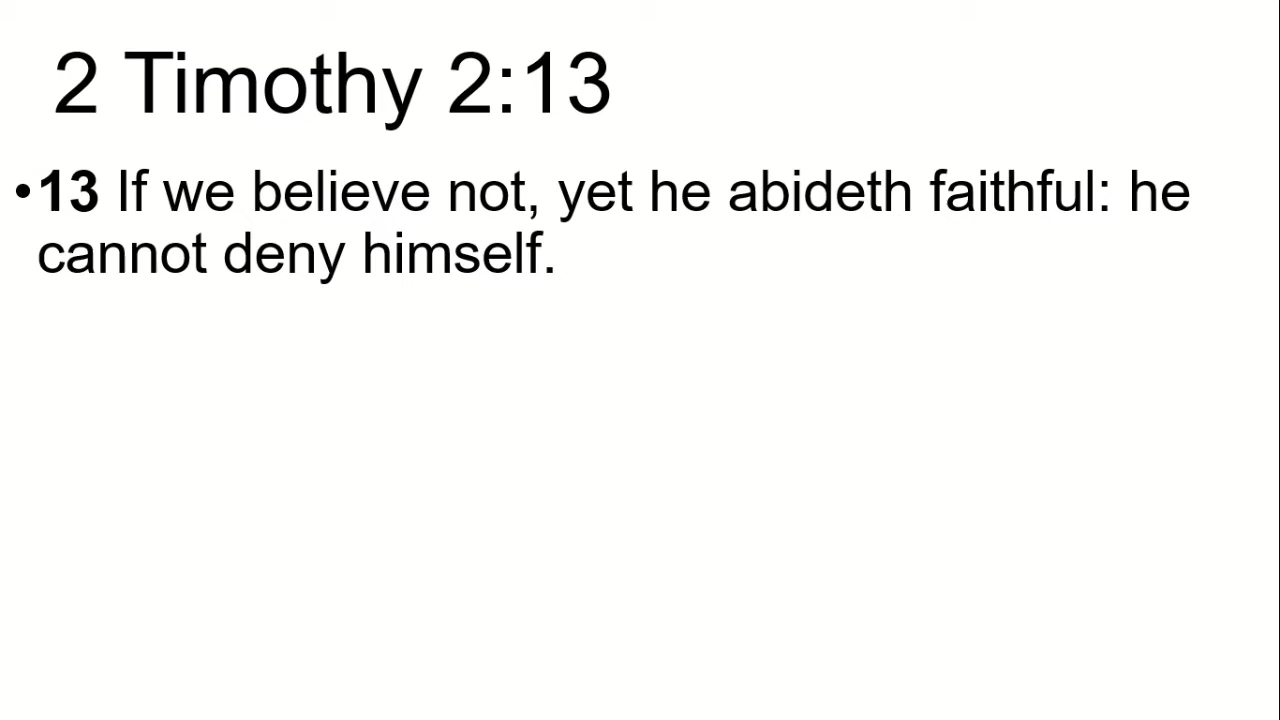 2 Timothy 2:13
•13 If we believe not, yet he abideth faithful: he
cannot deny himself.